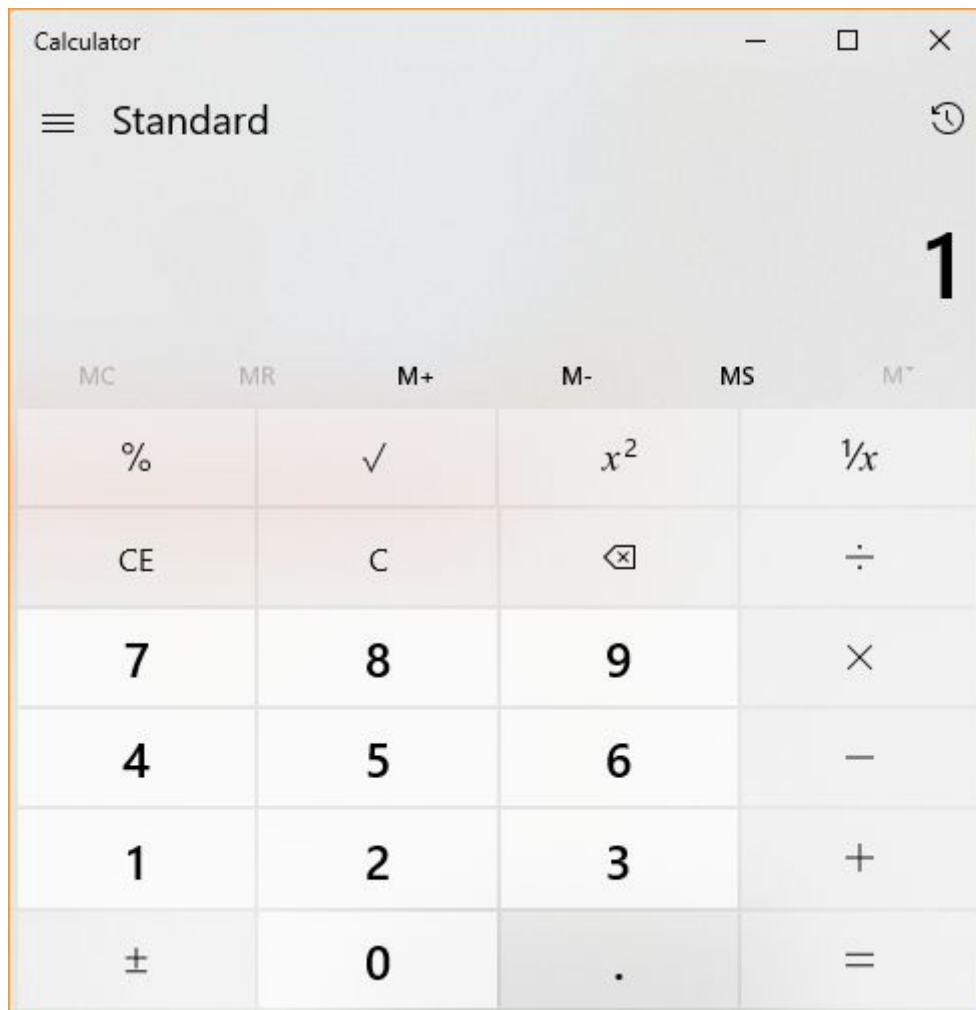 Calculator
Standard
1
MC MR M+ M- MS M˅
% √ x² ¹/x
CE C ÷
7 8 9 ×
4 5 6 −
1 2 3 +
± 0 . =